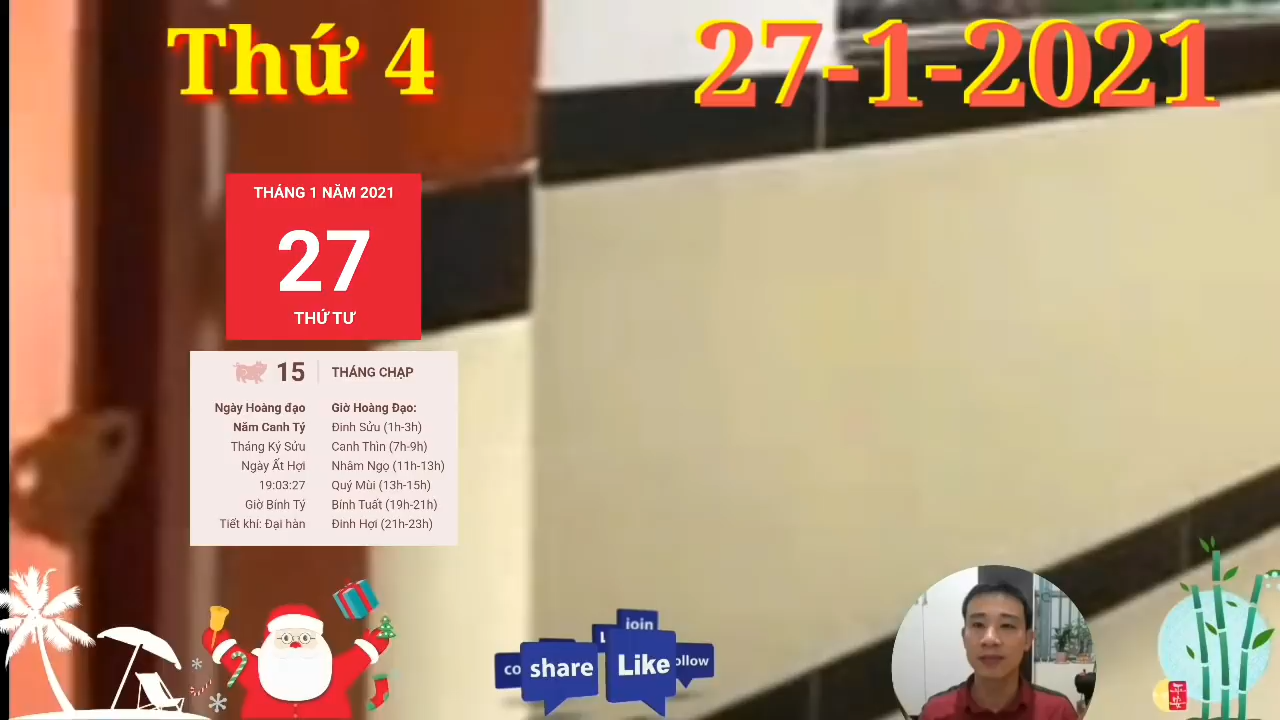 Thứ 4
27-1-2021
THÁNG 1 NĂM 2021
27
THỨ TƯ
15
THÁNG CHẠP
Ngày Hoàng đạo
Năm Canh Tý
Tháng Kỷ Sửu
Ngày Ất Hợi
19:03:27
Giờ Bính Tý
Tiết khí: Đại hàn
Giờ Hoàng Đạo:
Đinh Sửu (1h-3h)
Canh Thìn (7h-9h)
Nhâm Ngọ (11h-13h)
Quý Mùi (13h-15h)
Bính Tuất (19h-21h)
Đinh Hợi (21h-23h)
join
co
share
Like
ollow